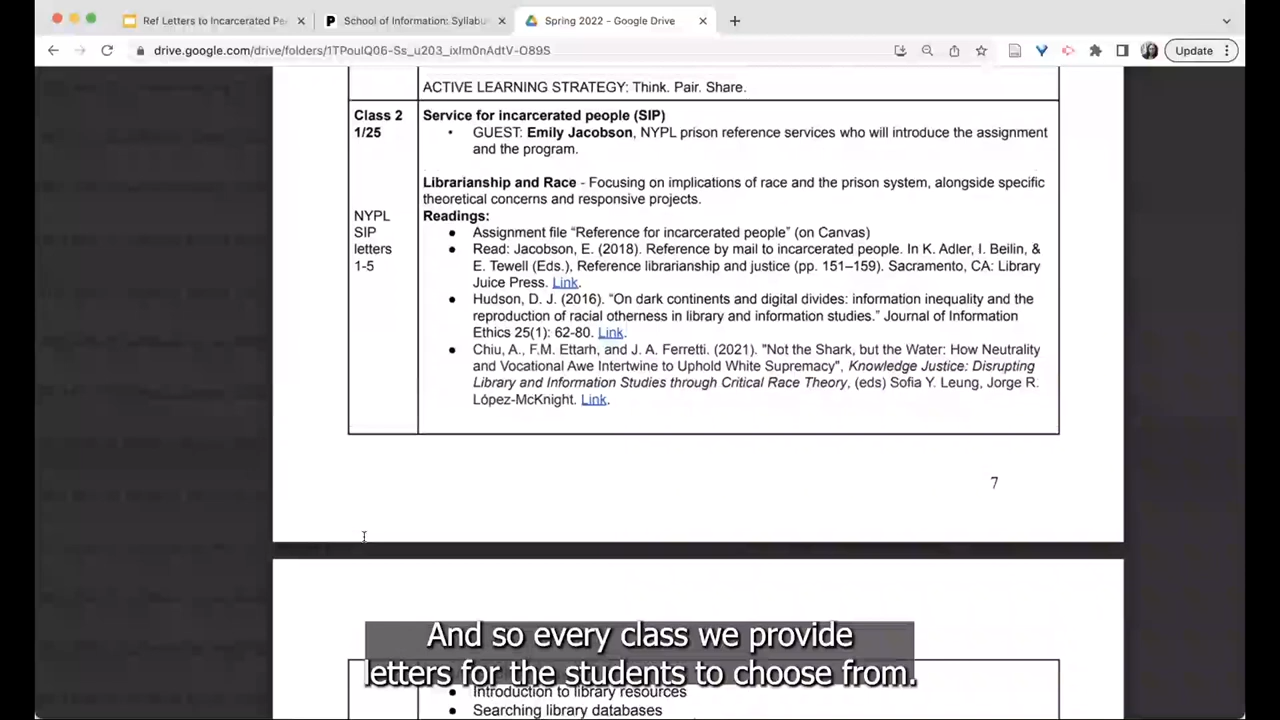 Ref Letters to Incarcerated Pe
School of Information: Syllabu
Spring 2022 - Google Drive
drive.google.com/drive/folders/1TPouIQ06-Ss_u203_ixIm0nAdtV-O89S
Update
ACTIVE LEARNING STRATEGY: Think. Pair. Share.
Class 2
1/25
Service for incarcerated people (SIP)
• GUEST: Emily Jacobson, NYPL prison reference services who will introduce the assignment
and the program.
Librarianship and Race - Focusing on implications of race and the prison system, alongside specific
theoretical concerns and responsive projects.
NYPL
SIP
letters
1-5
Readings:
● Assignment file “Reference for incarcerated people” (on Canvas)
● Read: Jacobson, E. (2018). Reference by mail to incarcerated people. In K. Adler, I. Beilin, &
E. Tewell (Eds.), Reference librarianship and justice (pp. 151–159). Sacramento, CA: Library
Juice Press. Link.
● Hudson, D. J. (2016). “On dark continents and digital divides: information inequality and the
reproduction of racial otherness in library and information studies.” Journal of Information
Ethics 25(1): 62-80. Link.
● Chiu, A., F.M. Ettarh, and J. A. Ferretti. (2021). "Not the Shark, but the Water: How Neutrality
and Vocational Awe Intertwine to Uphold White Supremacy", Knowledge Justice: Disrupting
Library and Information Studies through Critical Race Theory, (eds) Sofia Y. Leung, Jorge R.
López-McKnight. Link.
7
And so every class we provide
letters for the students to choose from.
● Introduction to library resources
● Searching library databases